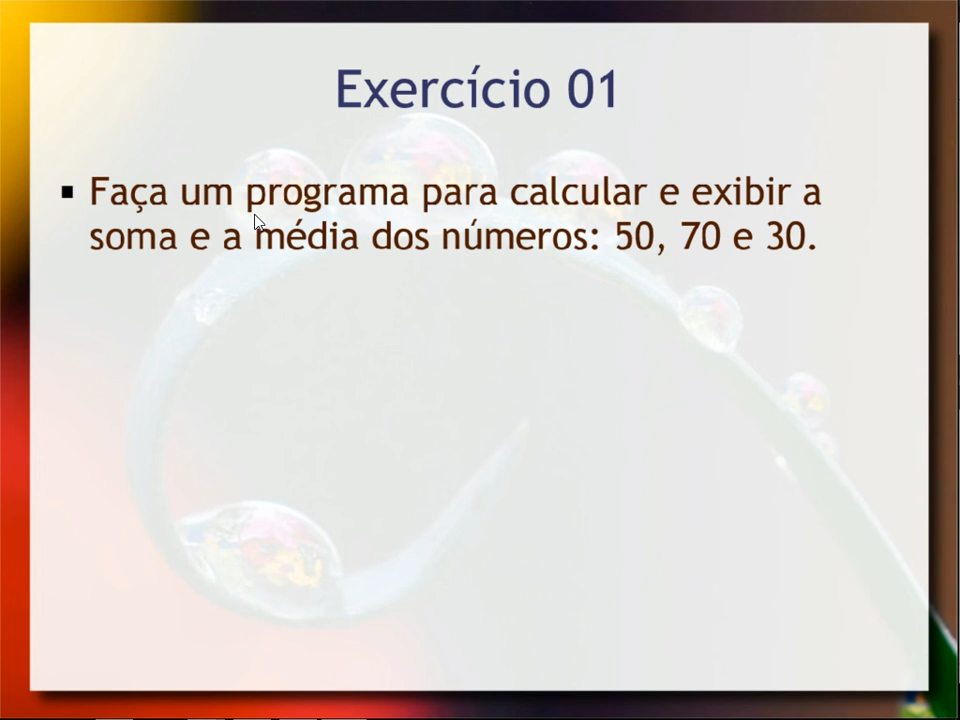 Exercício 01
▪ Faça um programa para calcular e exibir a
soma e a média dos números: 50, 70 e 30.